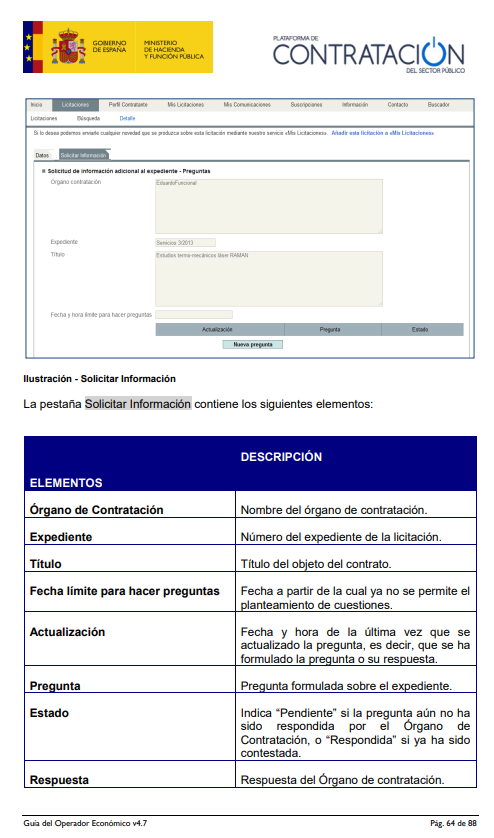 GOBIERNO
DE ESPAÑA
MINISTERIO
DE HACIENDA
Y FUNCIÓN PÚBLICA
PLATAFORMA DE
CONTRATACIÓN
DEL SECTOR PÚBLICO
Inicio Licitaciones Perfil Contratante Mis Licitaciones Mis Comunicaciones Suscripciones Información Contacto Buscador
Licitaciones Búsqueda Detalle
Si lo desea podemos enviarle cualquier novedad que se produzca sobre esta licitación mediante nuestro servicio «Mis Licitaciones» Añadir esta licitación a «Mis Licitaciones»
Datos Solicitar Información
Solicitud de información adicional al expediente - Preguntas
Órgano contratación EduardoFuncional
Expediente Servicios 3/2013
Título Estudios termo-mecánicos láser RAMAN
Fecha y hora límite para hacer preguntas
Actualización Pregunta Estado
Nueva pregunta
Ilustración - Solicitar Información
La pestaña Solicitar Información contiene los siguientes elementos:
DESCRIPCIÓN
ELEMENTOS
Órgano de Contratación Nombre del órgano de contratación.
Expediente Número del expediente de la licitación.
Título Título del objeto del contrato.
Fecha límite para hacer preguntas Fecha a partir de la cual ya no se permite el
planteamiento de cuestiones.
Actualización Fecha y hora de la última vez que se
actualizado la pregunta, es decir, que se ha
formulado la pregunta o su respuesta.
Pregunta Pregunta formulada sobre el expediente.
Estado Indica “Pendiente” si la pregunta aún no ha
sido respondida por el Órgano de
Contratación, o “Respondida” si ya ha sido
contestada.
Respuesta Respuesta del Órgano de contratación.
Guía del Operador Económico v4.7 Pág. 64 de 88